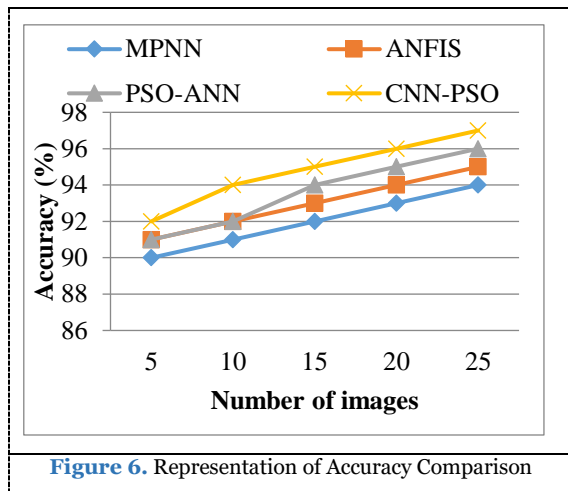 MPNN ANFIS
PSO-ANN CNN-PSO
98
96
94
92
90
88
86
Accuracy (%)
5 10 15 20 25
Number of images
Figure 6. Representation of Accuracy Comparison